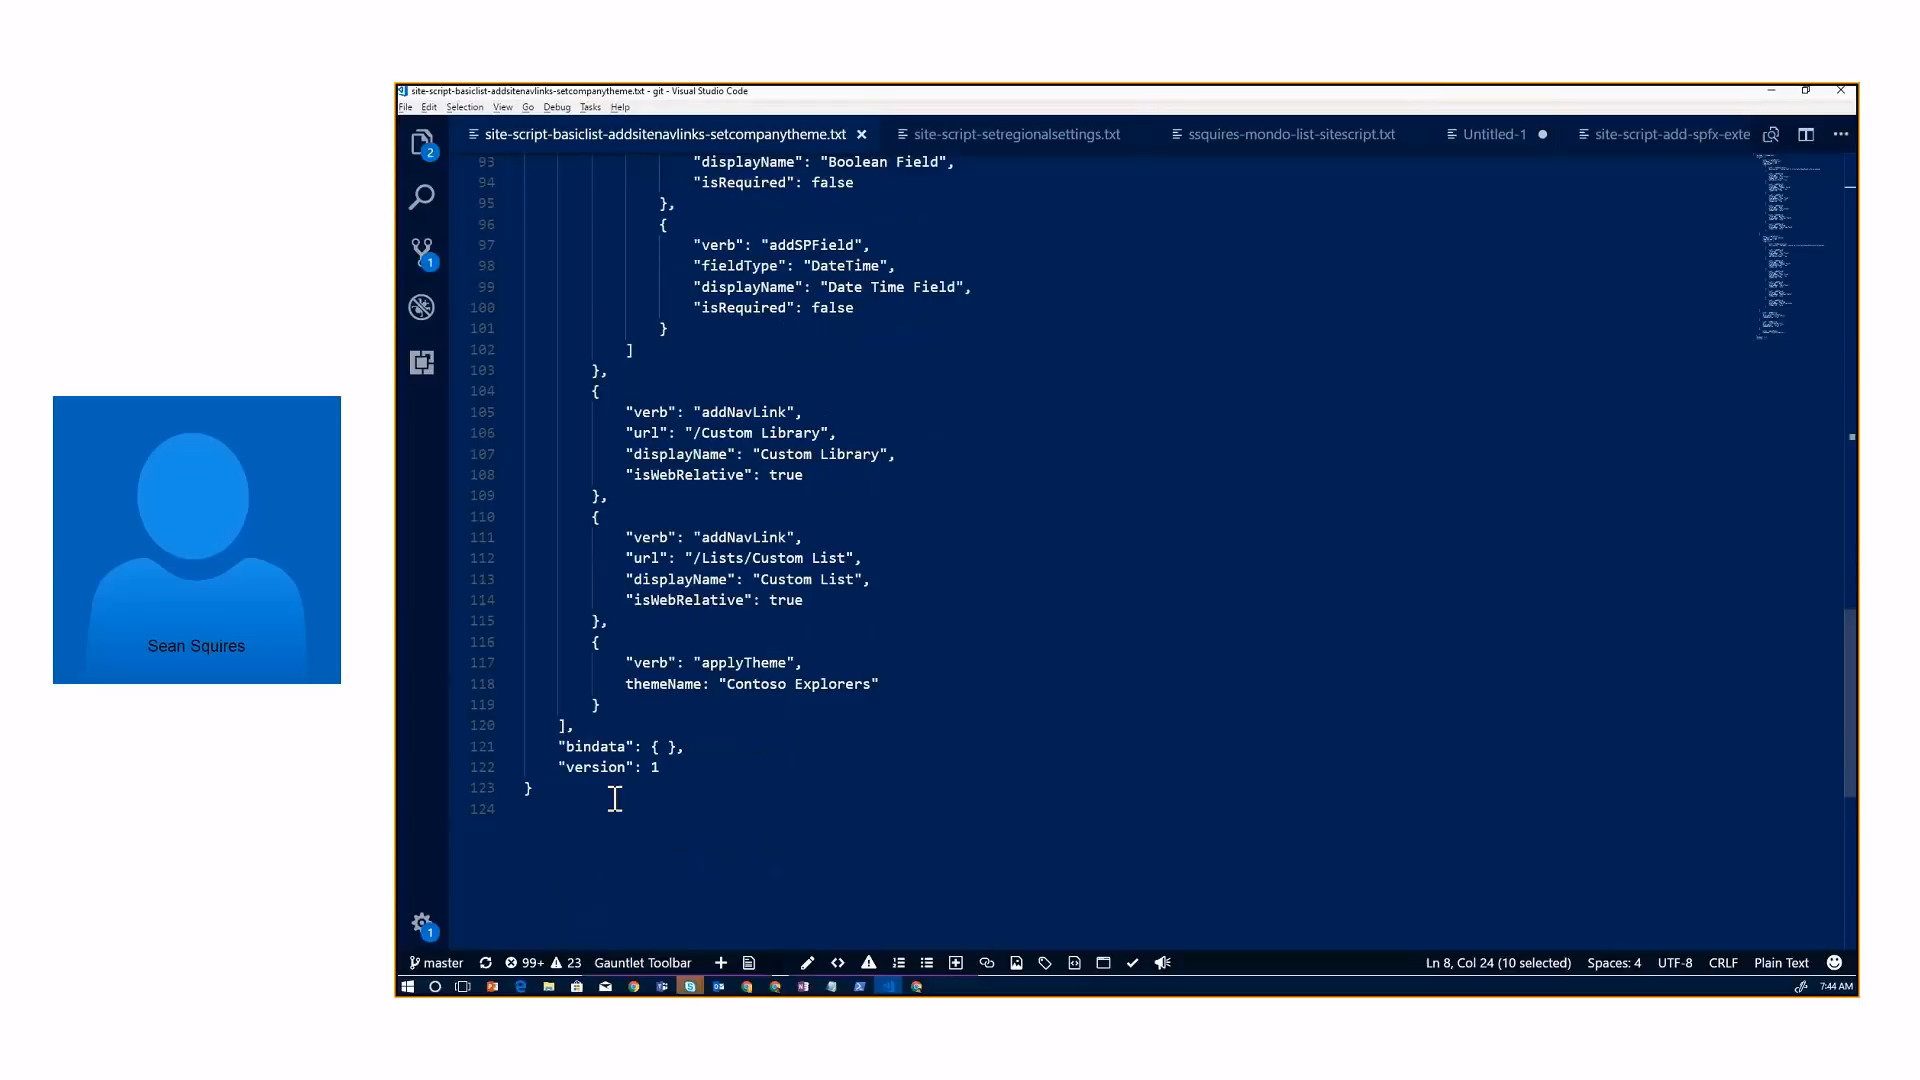 site-script-basiclist-addsitenavlinks-setcompanytheme.txt - git - Visual Studio Code
File Edit Selection View Go Debug Tasks Help
site-script-basiclist-addsitenavlinks-setcompanytheme.txt site-script-setregionalsettings.txt ssquires-mondo-list-sitescript.txt Untitled-1 site-script-add-spfx-exte
2
1
93 "displayName": "Boolean Field",
94 "isRequired": false
95 },
96 {
97 "verb": "addSPField",
98 "fieldType": "DateTime",
99 "displayName": "Date Time Field",
100 "isRequired": false
101 }
102 ]
103 },
104 {
105 "verb": "addNavLink",
106 "url": "/Custom Library",
107 "displayName": "Custom Library",
108 "isWebRelative": true
109 },
110 {
111 "verb": "addNavLink",
112 "url": "/Lists/Custom List",
113 "displayName": "Custom List",
114 "isWebRelative": true
115 },
116 {
117 "verb": "applyTheme",
118 themeName: "Contoso Explorers"
119 }
120 ],
121 "bindata": { },
122 "version": 1
123 }
124
Sean Squires
1
master 99+ 23 Gauntlet Toolbar Ln 8, Col 24 (10 selected) Spaces: 4 UTF-8 CRLF Plain Text
7:44 AM